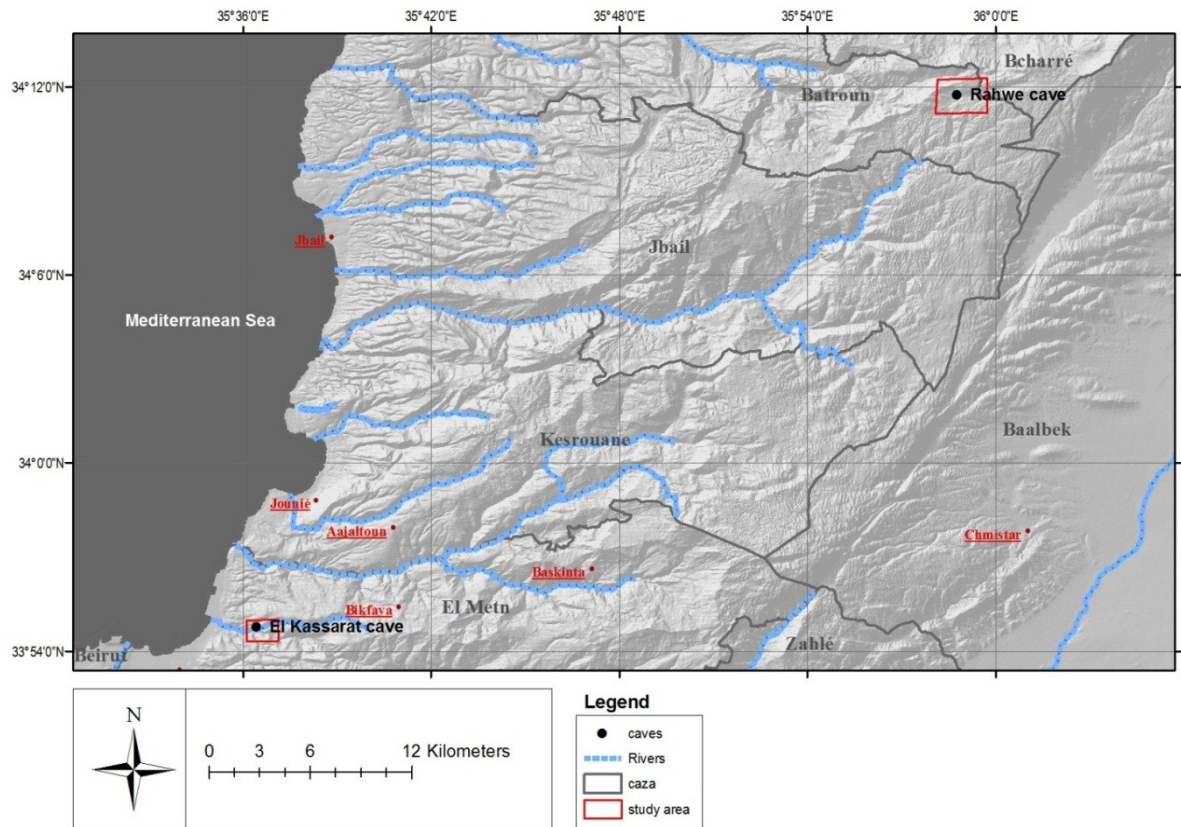 35°36'0"E 35°42'0"E 35°48'0"E 35°54'0"E 36°0'0"E
Bcharré
34°12'0"N
Batroun
Rahwe cave
Jbail
Jbail
34°6'0"N
Mediterranean Sea
Kesrouane
Baalbek
34°0'0"N
Jounié
Aajaltoun
Chmistar
Baskinta
Bikfaya
El Metn
El Kassarat cave
Zahlé
33°54'0"N
Beirut
N
0 3 6 12 Kilometers
Legend
caves
Rivers
caza
study area